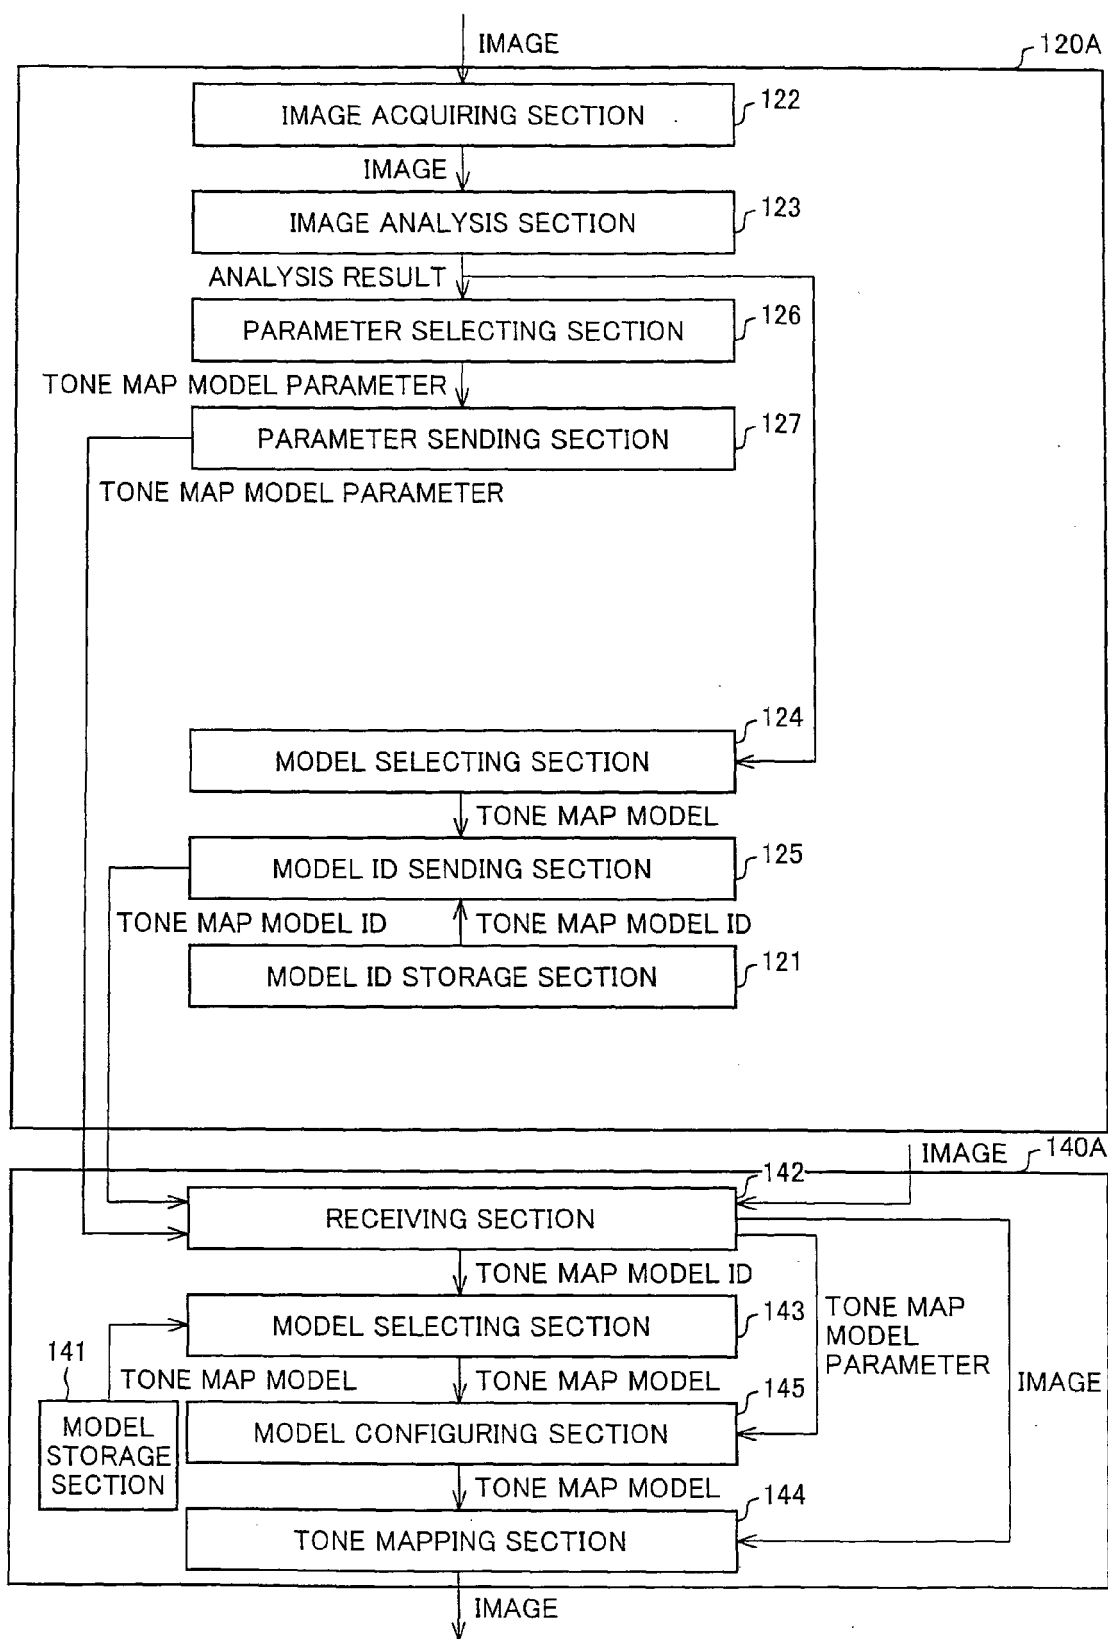 IMAGE
120A
IMAGE ACQUIRING SECTION
122
IMAGE
IMAGE ANALYSIS SECTION
123
ANALYSIS RESULT
PARAMETER SELECTING SECTION
126
TONE MAP MODEL PARAMETER
PARAMETER SENDING SECTION
127
TONE MAP MODEL PARAMETER
124
MODEL SELECTING SECTION
TONE MAP MODEL
MODEL ID SENDING SECTION
125
TONE MAP MODEL ID
TONE MAP MODEL ID
MODEL ID STORAGE SECTION
121
IMAGE
140A
142
RECEIVING SECTION
TONE MAP MODEL ID
MODEL SELECTING SECTION
143
TONE MAP
MODEL
PARAMETER
IMAGE
141
TONE MAP MODEL
TONE MAP MODEL
145
MODEL
STORAGE
SECTION
MODEL CONFIGURING SECTION
TONE MAP MODEL
144
TONE MAPPING SECTION
IMAGE